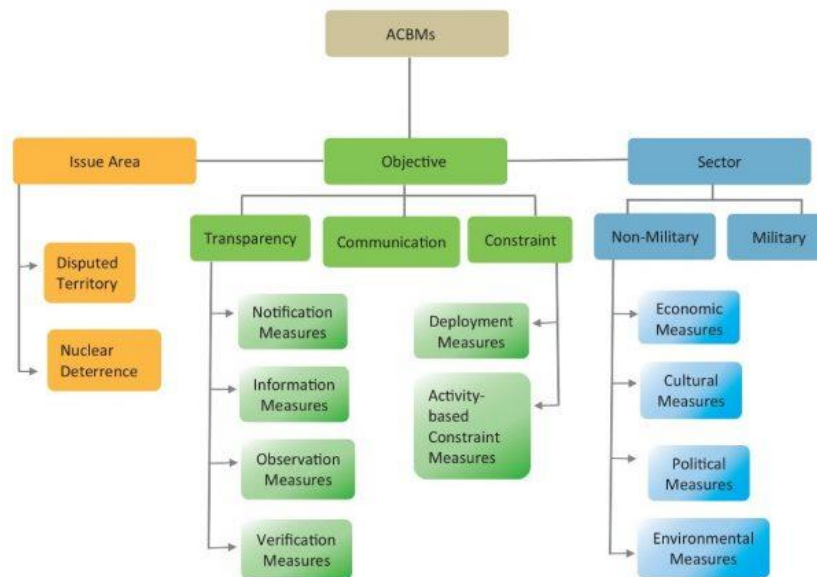 ACBMs
Issue Area
Objective
Sector
Transparency
Communication
Constraint
Non-Military
Military
Disputed
Territory
Nuclear
Deterrence
Notification
Measures
Information
Measures
Observation
Measures
Verification
Measures
Deployment
Measures
Activity-
based
Constraint
Measures
Economic
Measures
Cultural
Measures
Political
Measures
Environmental
Measures